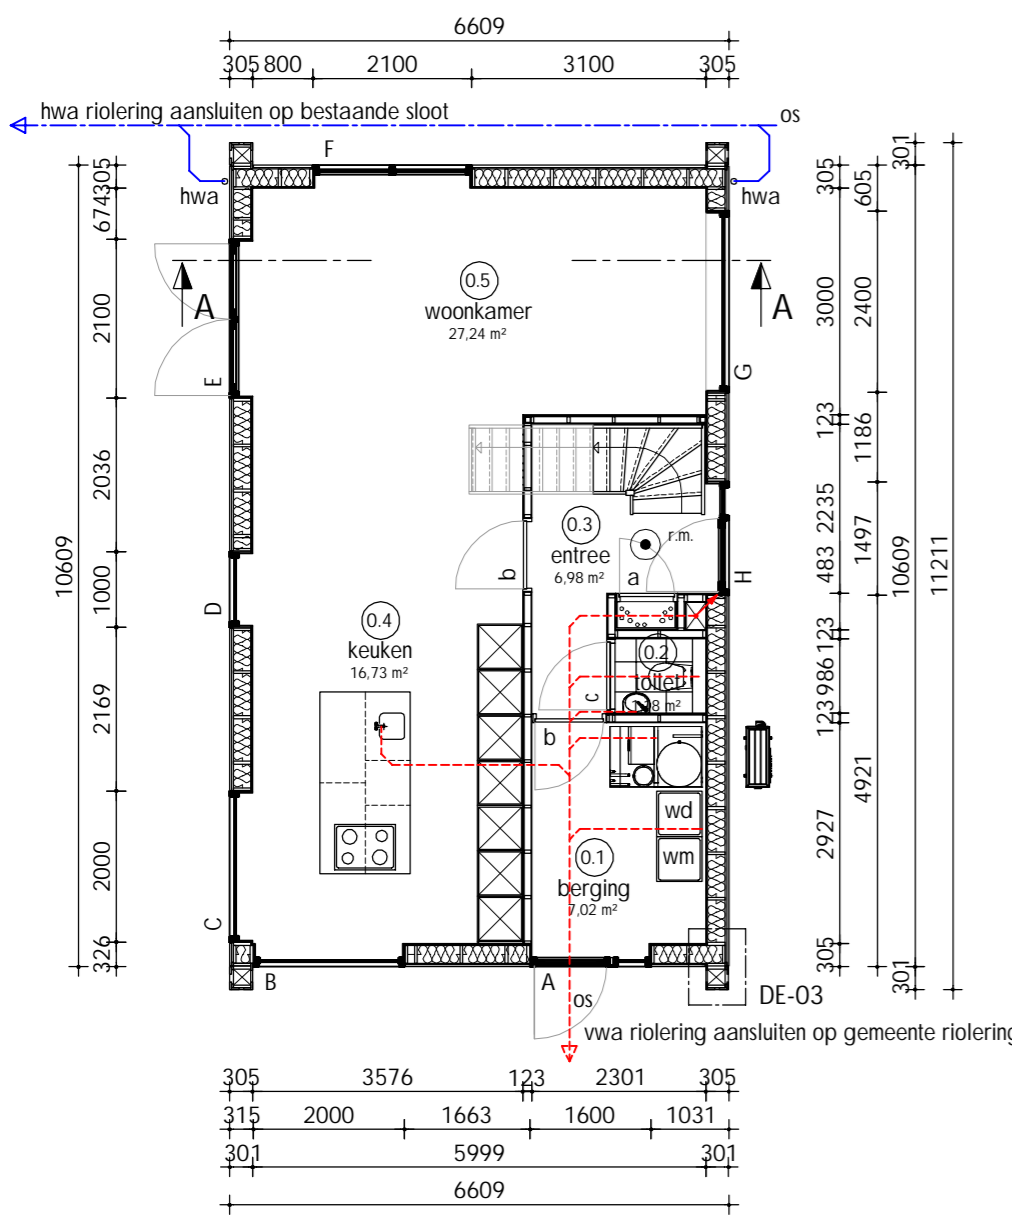 6609
305 800 2100 3100 305
hwa riolering aansluiten op bestaande sloot
os
F
hwa
hwa
A
A
0.5
woonkamer
27,24 m²
E
G
0.3
entree
6,98 m²
r.m.
a
b
H
D
0.4
keuken
16,73 m²
0.2
toilet
c
b
wd
wm
0.1
berging
7,02 m²
C
B
A
os
DE-03
vwa riolering aansluiten op gemeente riolering
10609
305
674
2100
2036
1000
2169
2000
326
305
3000
123
2235
483
123
986
123
2927
305
605
2400
1186
1497
4921
301
10609
301
11211
305 3576 123 2301 305
315 2000 1663 1600 1031
301 5999 301
6609